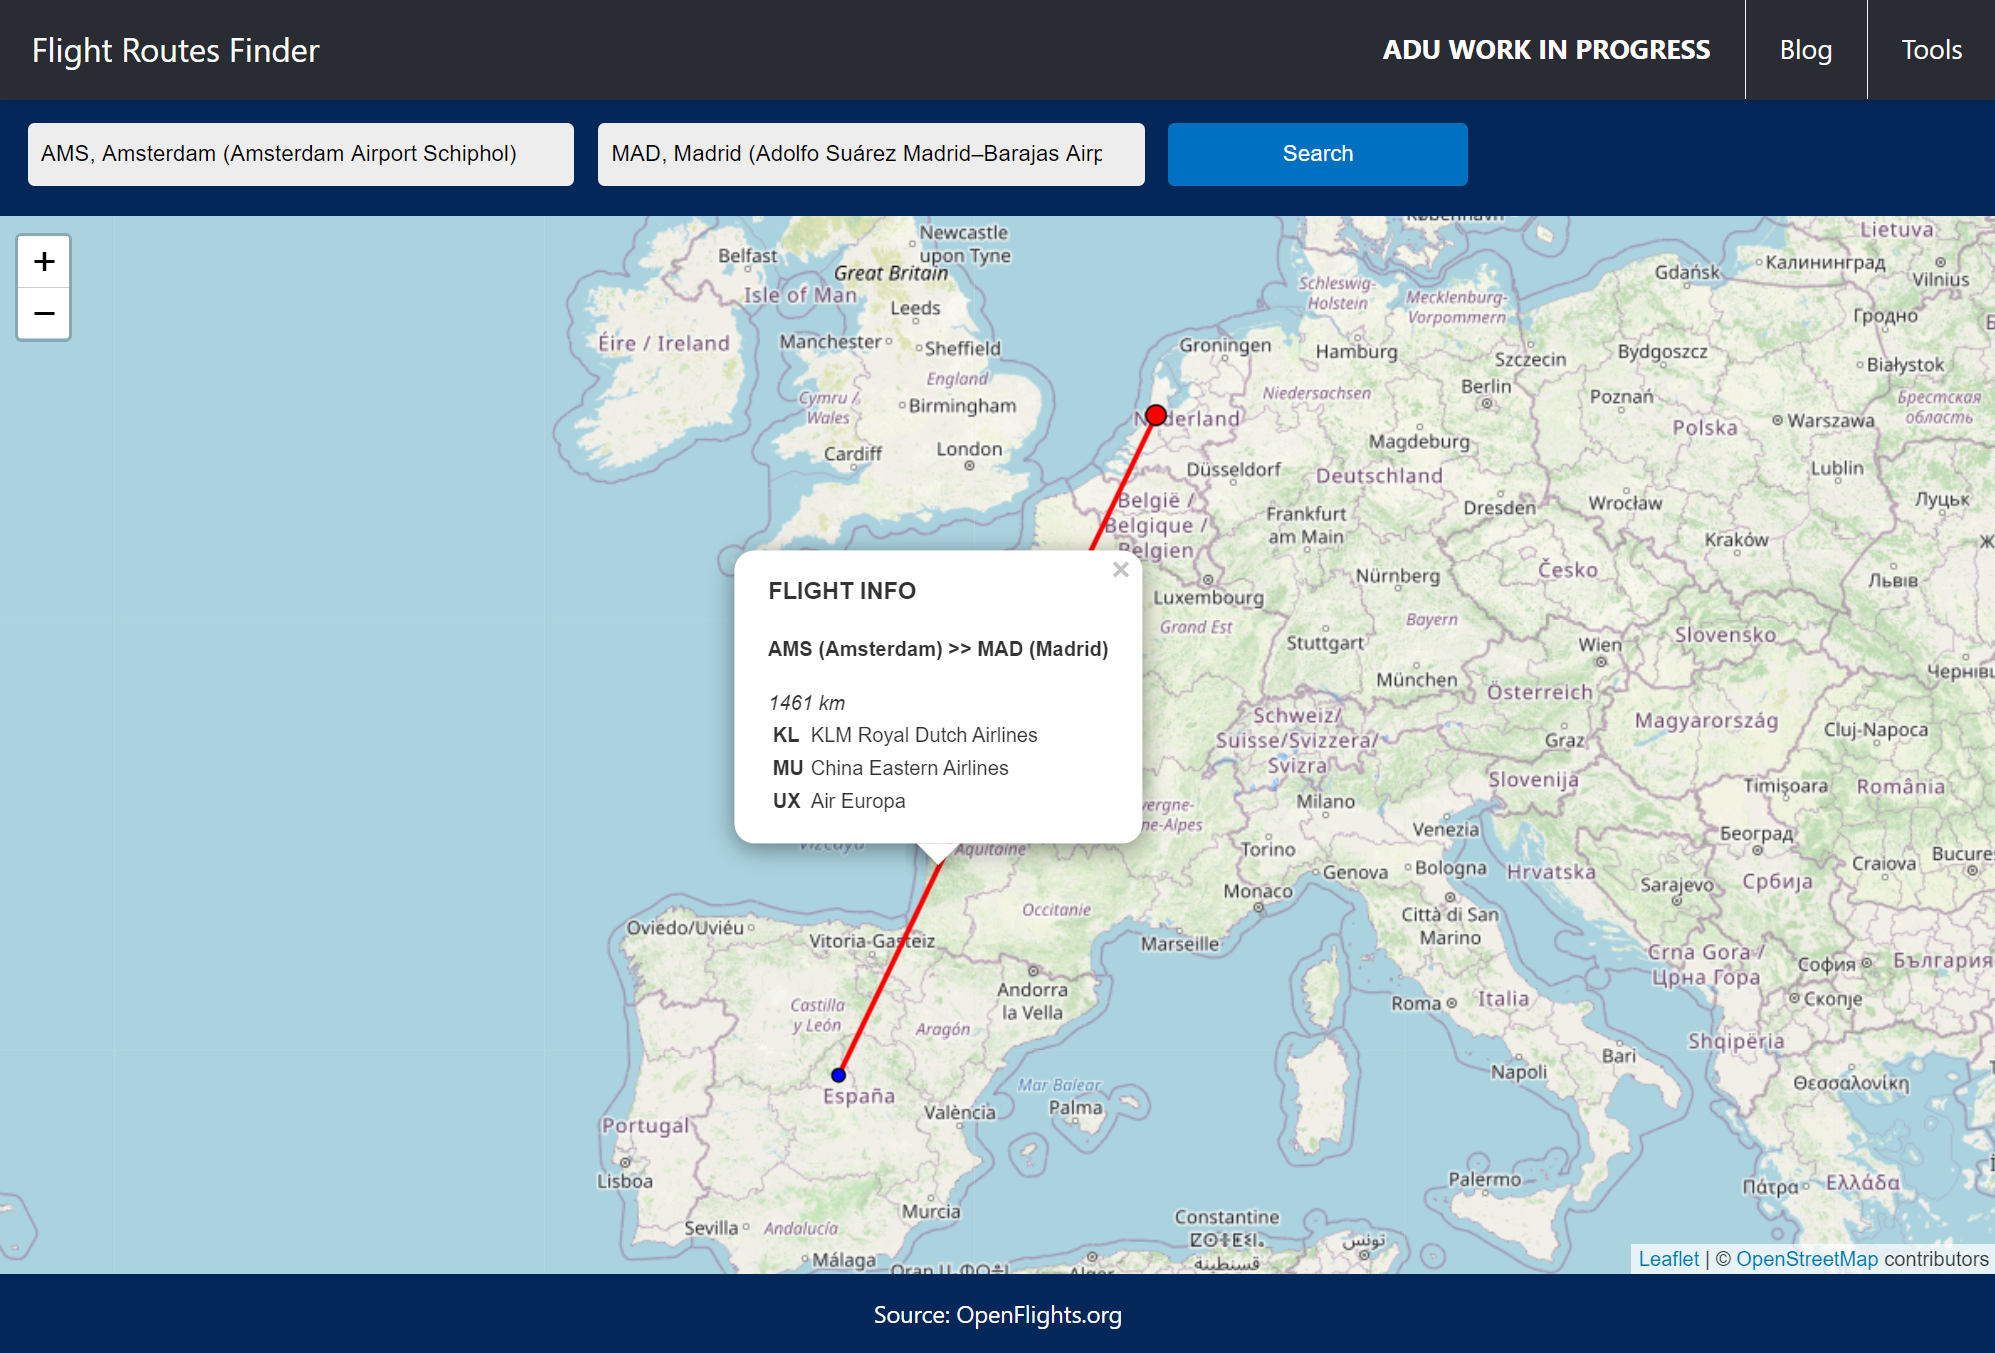 Flight Routes Finder
ADU WORK IN PROGRESS
Blog
Tools
AMS, Amsterdam (Amsterdam Airport Schiphol)
MAD, Madrid (Adolfo Suárez Madrid–Barajas Airp
Search
+
−
Newcastle
upon Tyne
Belfast
Great Britain
Isle of Man
Leeds
Éire / Ireland
Manchester
Sheffield
England
Cymru /
Wales
Birmingham
Cardiff
London
Lietuva
Gdańsk
Калининград
Vilnius
Schleswig-
Holstein
Mecklenburg-
Vorpommern
Гродно
Groningen
Hamburg
Szczecin
Bydgoszcz
Białystok
Berlin
Niedersachsen
Poznań
Брестская
область
Warszawa
Polska
Magdeburg
Düsseldorf
Deutschland
Lublin
Луцьк
België /
Belgique /
Belgien
Dresden
Wrocław
Frankfurt
am Main
Kraków
Česko
Nürnberg
Львів
Luxembourg
Grand Est
Bayern
Stuttgart
Slovensko
Wien
München
Österreich
Schweiz/
Suisse/Svizzera/
Svizra
Magyarország
Cluj-Napoca
Graz
Slovenija
Timișoara
România
Milano
Venezia
Београд
Torino
Genova
Bologna
Hrvatska
Craiova
Sarajevo
Србија
Monaco
Città di San
Marino
FLIGHT INFO
×
AMS (Amsterdam) >> MAD (Madrid)
1461 km
KL KLM Royal Dutch Airlines
MU China Eastern Airlines
UX Air Europa
Aquitaine
Occitanie
Marseille
Oviedo/Uviéu
Vitoria-Gasteiz
Andorra
la Vella
Castilla
y León
Aragón
España
València
Mar Balear
Palma
Portugal
Lisboa
Murcia
Sevilla
Andalucía
Málaga
Crna Gora /
Црна Гора
София
България
Скопје
Roma
Italia
Shqipëria
Bari
Napoli
Θεσσαλονίκη
Palermo
Πάτρα
Ελλάδα
Constantine
قسنطينة
تونس
Leaflet | © OpenStreetMap contributors
Source: OpenFlights.org